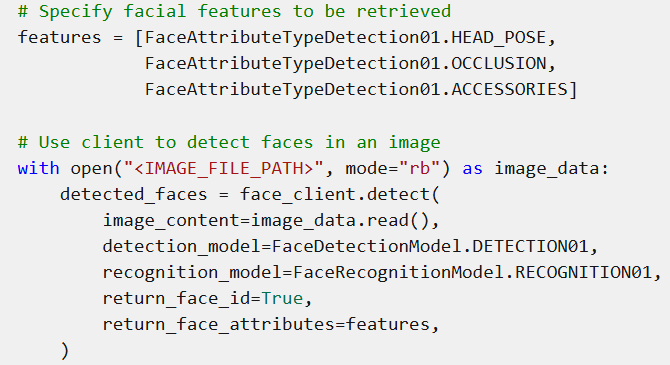 # Specify facial features to be retrieved
features = [FaceAttributeTypeDetection01.HEAD_POSE,
            FaceAttributeTypeDetection01.OCCLUSION,
            FaceAttributeTypeDetection01.ACCESSORIES]

# Use client to detect faces in an image
with open("<IMAGE_FILE_PATH>", mode="rb") as image_data:
    detected_faces = face_client.detect(
        image_content=image_data.read(),
        detection_model=FaceDetectionModel.DETECTION01,
        recognition_model=FaceRecognitionModel.RECOGNITION01,
        return_face_id=True,
        return_face_attributes=features,
    )